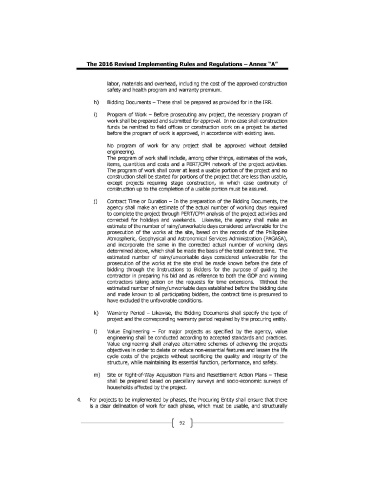 The 2016 Revised Implementing Rules and Regulations – Annex "A"
labor, materials and overhead, including the cost of the approved construction
safety and health program and warranty premium.
h) Bidding Documents – These shall be prepared as provided for in the IRR.
i) Program of Work – Before prosecuting any project, the necessary program of
work shall be prepared and submitted for approval. In no case shall construction
funds be remitted to field offices or construction work on a project be started
before the program of work is approved, in accordance with existing laws.
No program of work for any project shall be approved without detailed
engineering.
The program of work shall include, among other things, estimates of the work,
items, quantities and costs and a PERT/CPM network of the project activities.
The program of work shall cover at least a usable portion of the project and no
construction shall be started for portions of the project that are less than usable,
except projects requiring stage construction, in which case continuity of
construction up to the completion of a usable portion must be assured.
j) Contract Time or Duration – In the preparation of the Bidding Documents, the
agency shall make an estimate of the actual number of working days required
to complete the project through PERT/CPM analysis of the project activities and
corrected for holidays and weekends. Likewise, the agency shall make an
estimate of the number of rainy/unworkable days considered unfavorable for the
prosecution of the works at the site, based on the records of the Philippine
Atmospheric, Geophysical and Astronomical Services Administration (PAGASA),
and incorporate the same in the corrected actual number of working days
determined above, which shall be made the basis of the total contract time. The
estimated number of rainy/unworkable days considered unfavorable for the
prosecution of the works at the site shall be made known before the date of
bidding through the Instructions to Bidders for the purpose of guiding the
contractor in preparing his bid and as reference to both the GOP and winning
contractors taking action on the requests for time extensions. Without the
estimated number of rainy/unworkable days established before the bidding date
and made known to all participating bidders, the contract time is presumed to
have excluded the unfavorable conditions.
k) Warranty Period – Likewise, the Bidding Documents shall specify the type of
project and the corresponding warranty period required by the procuring entity.
l) Value Engineering – For major projects as specified by the agency, value
engineering shall be conducted according to accepted standards and practices.
Value engineering shall analyze alternative schemes of achieving the projects
objectives in order to delete or reduce non-essential features and lessen the life
cycle costs of the projects without sacrificing the quality and integrity of the
structure, while maintaining its essential function, performance, and safety.
m) Site or Right-of-Way Acquisition Plans and Resettlement Action Plans – These
shall be prepared based on parcellary surveys and socio-economic surveys of
households affected by the project.
4. For projects to be implemented by phases, the Procuring Entity shall ensure that there
is a clear delineation of work for each phase, which must be usable, and structurally
92